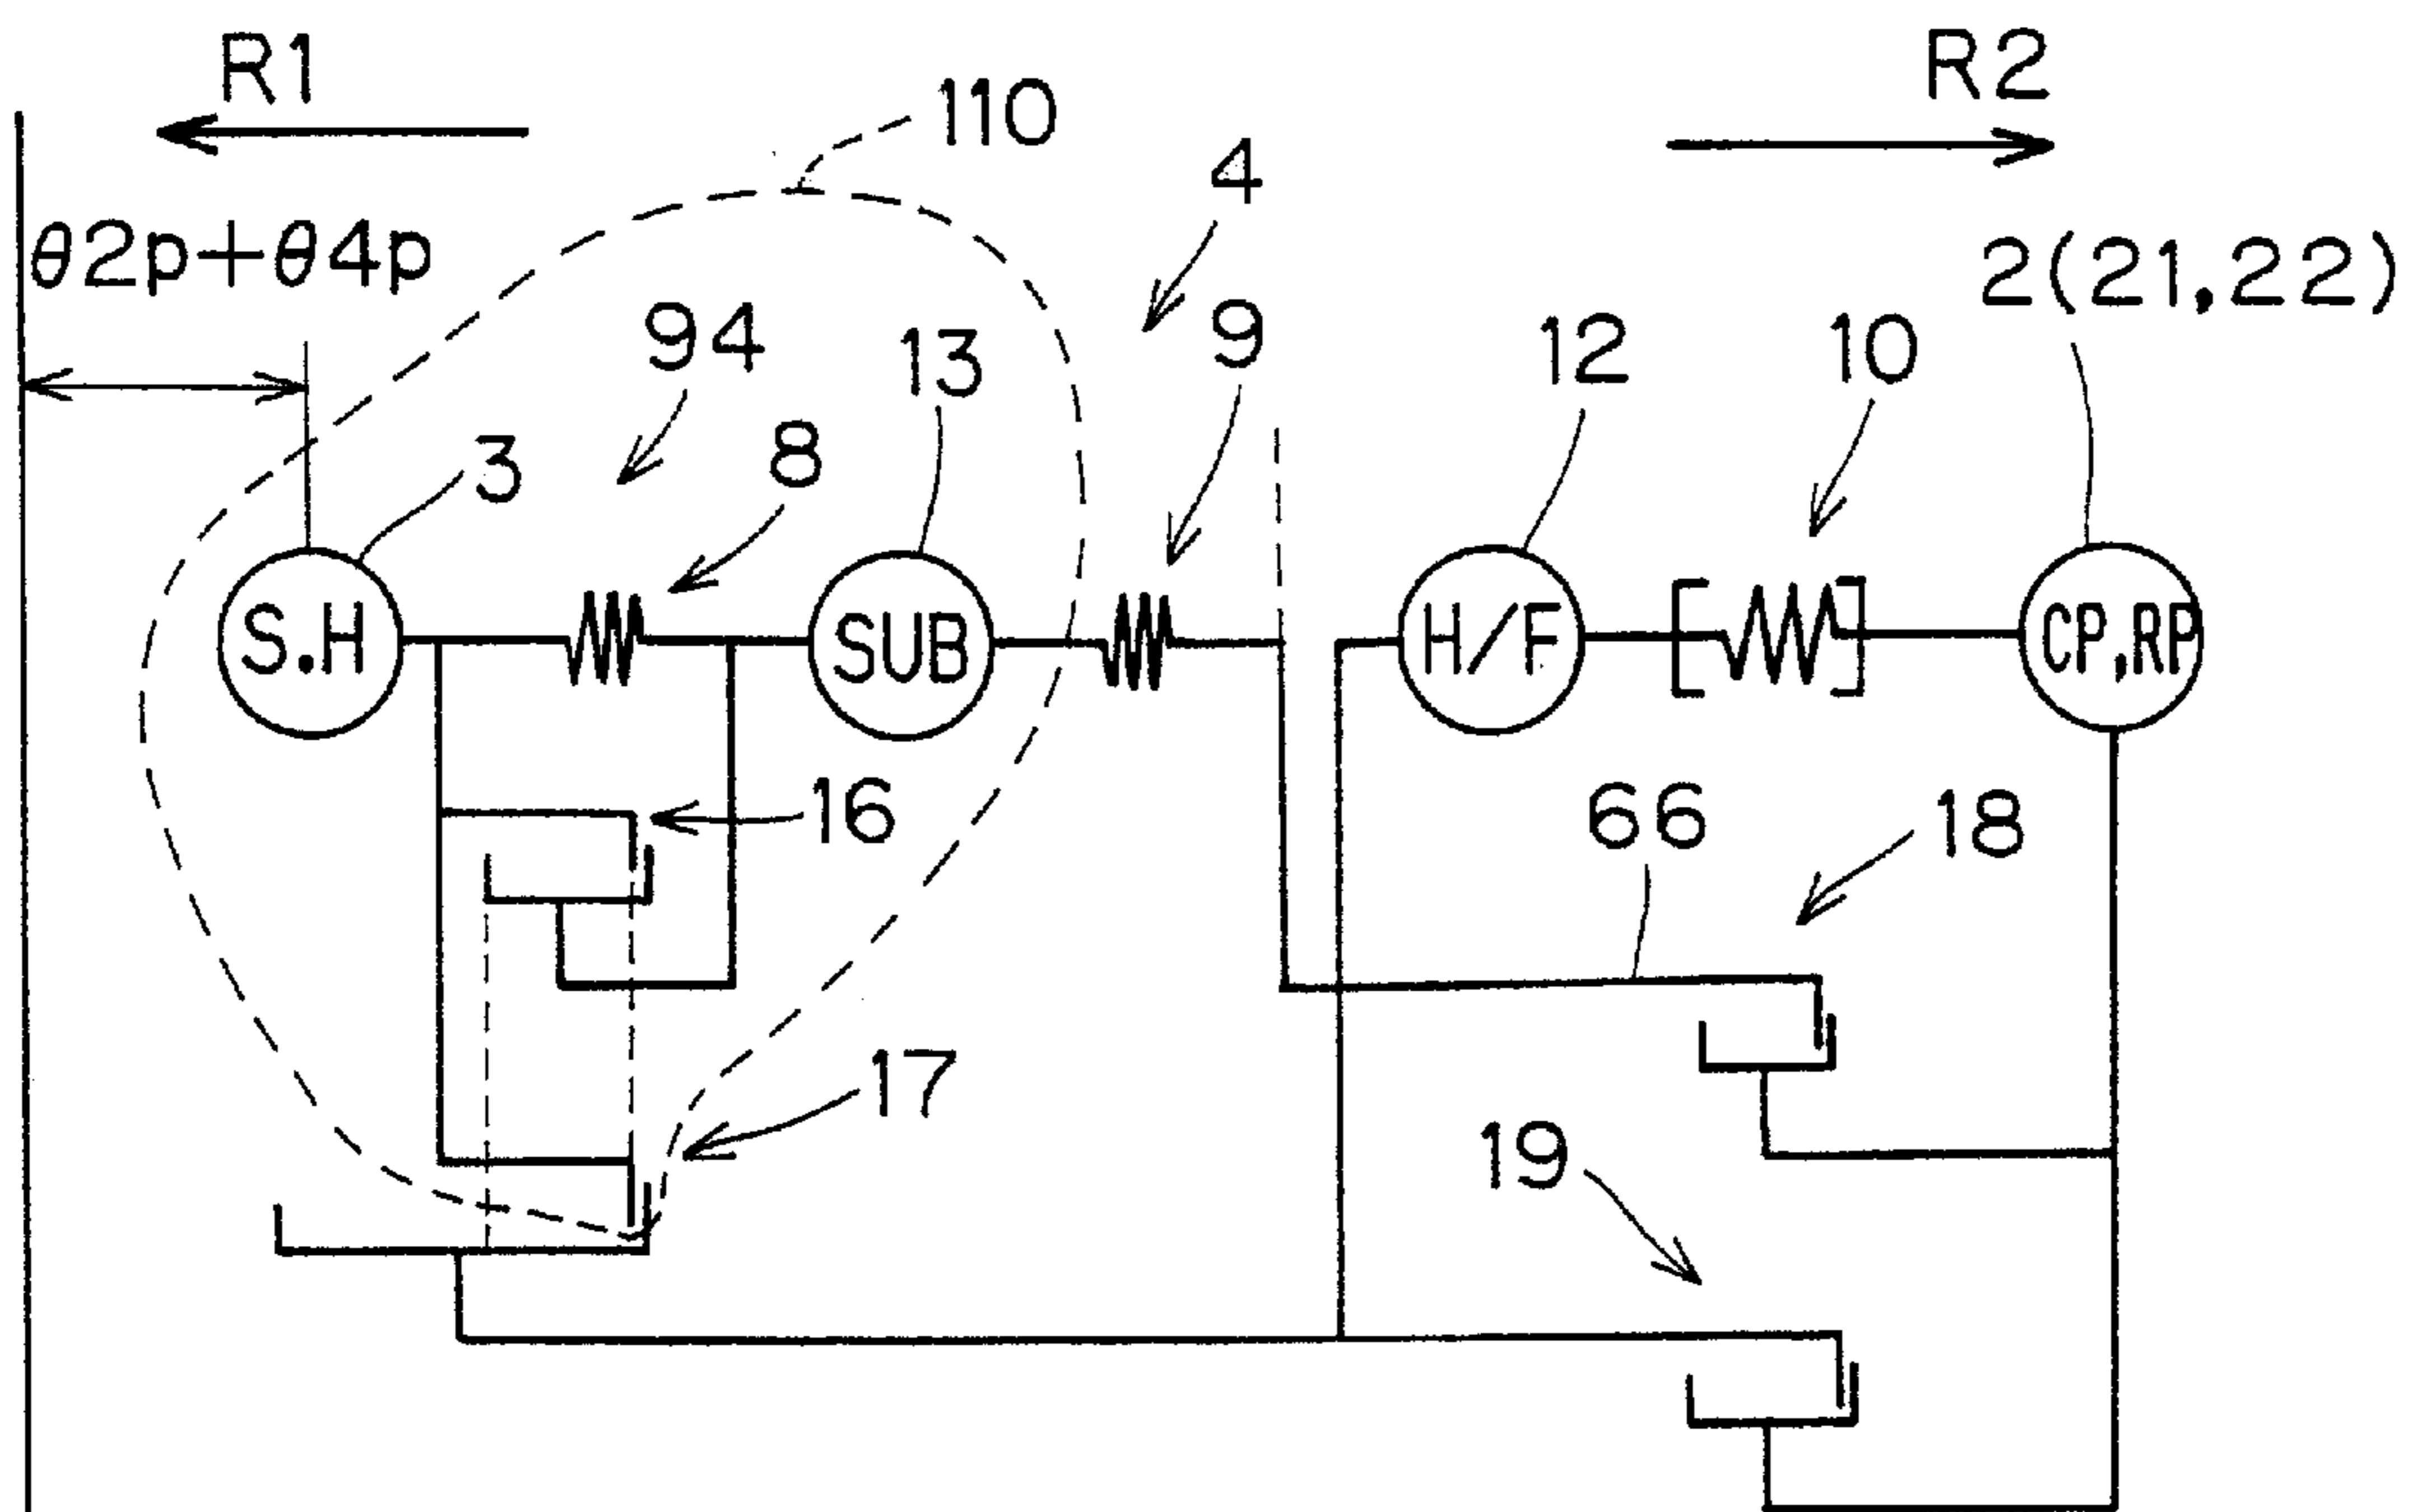 R1
R2
110
4
θ2p+θ4p
2(21,22)
94
13
9
12
10
3
8
S.H
SUB
H/F
CP,RP
16
66
18
17
19